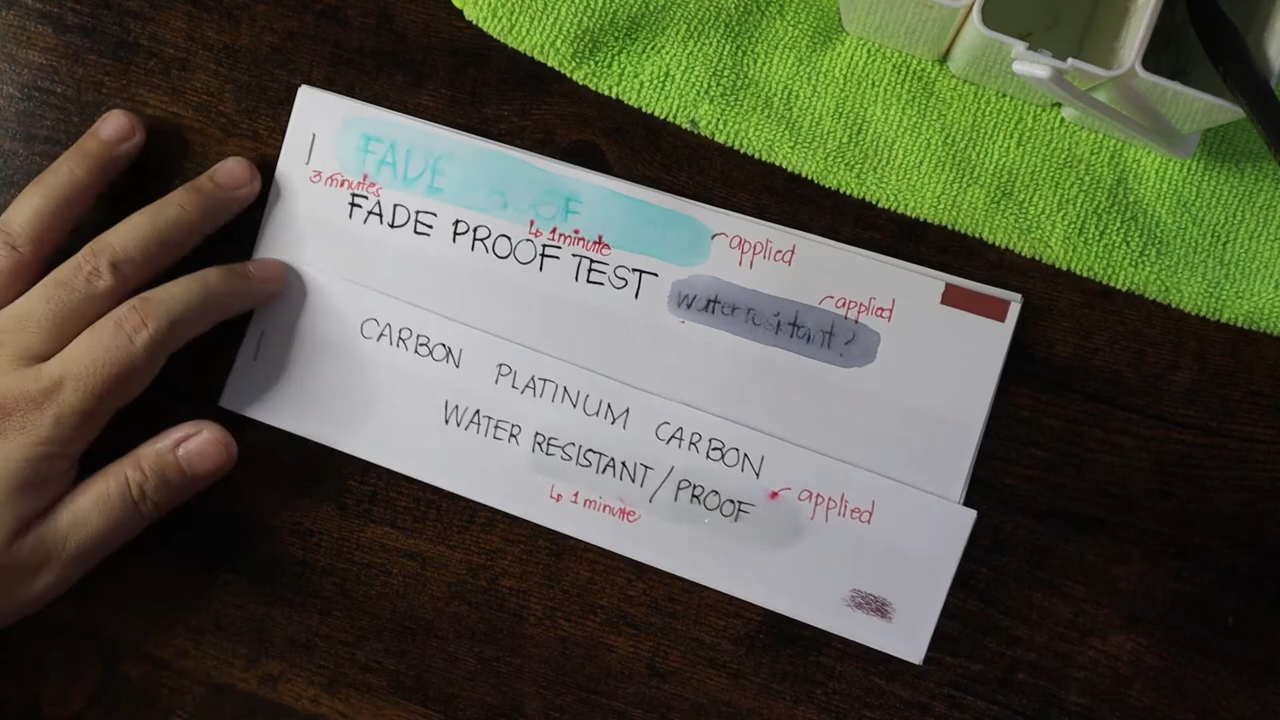 FADE OF
3 minutes
↳ 1 minute
applied
FADE PROOF TEST
applied
water resistant?
CARBON PLATINUM CARBON
WATER RESISTANT/PROOF
applied
↳ 1 minute